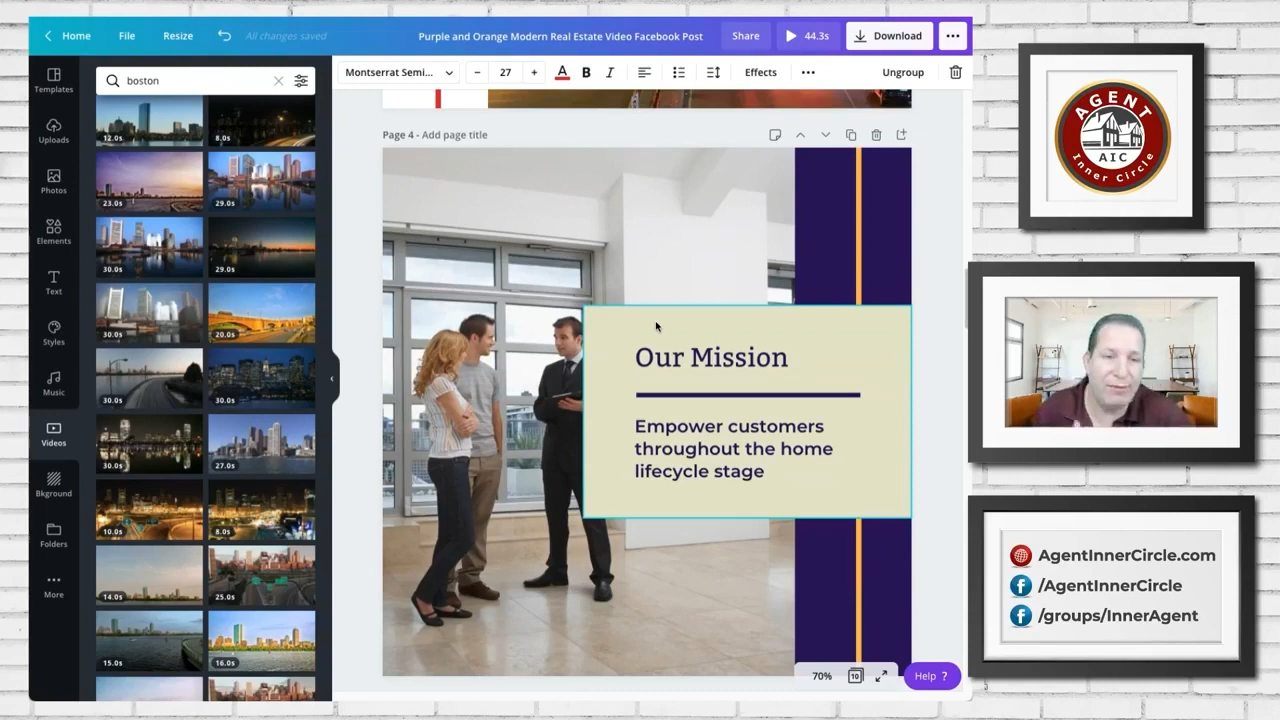 Home File Resize All changes saved Purple and Orange Modern Real Estate Video Facebook Post Share 44.3s Download
Montserrat Semi... 27 A B I Effects Ungroup
Templates
Uploads
Photos
Elements
Text
Styles
Music
Videos
Bkground
Folders
More
boston
12.0s 8.0s
23.0s 29.0s
30.0s 29.0s
30.0s 20.0s
30.0s 30.0s
30.0s 27.0s
10.0s 8.0s
14.0s 25.0s
15.0s 16.0s
Page 4 - Add page title
Our Mission
Empower customers
throughout the home
lifecycle stage
70% 10 Help ?
AGENT
AIC
Inner Circle
AgentInnerCircle.com
/AgentInnerCircle
/groups/InnerAgent